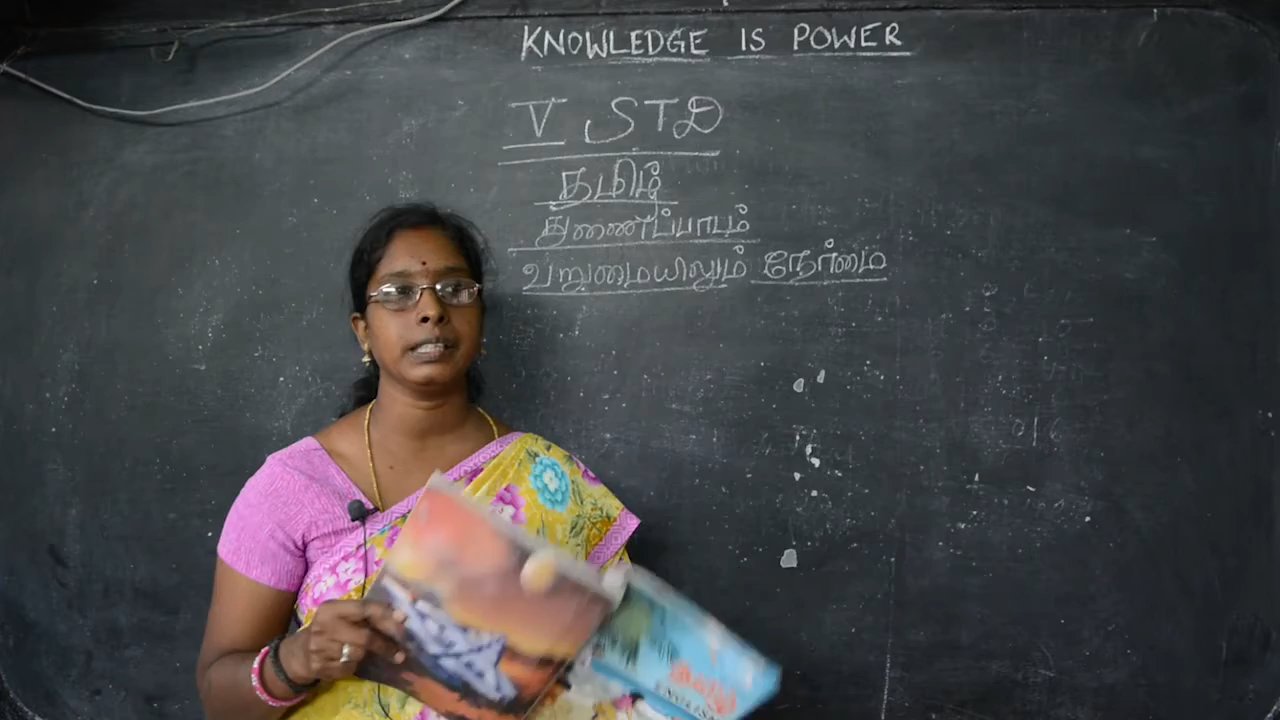 KNOWLEDGE IS POWER
V STD
தமிழ்
துணைப்பாடம்
வறுமையிலும் நேர்மை